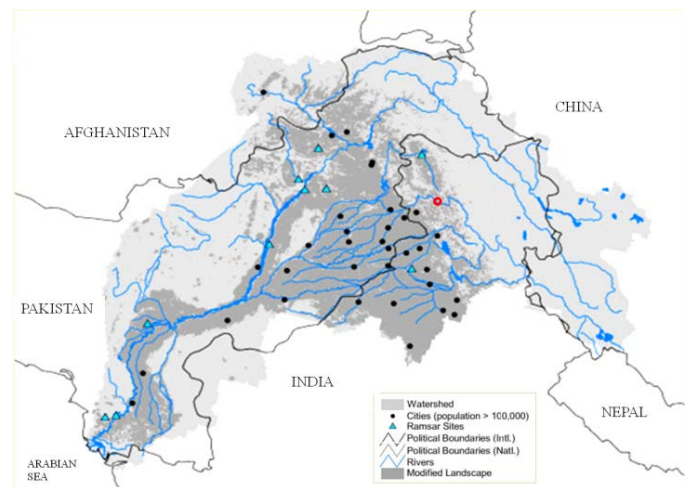 CHINA
AFGHANISTAN
PAKISTAN
INDIA
NEPAL
ARABIAN
SEA
Watershed
Cities (population > 100,000)
Ramsar Sites
Political Boundaries (Intl.)
Political Boundaries (Natl.)
Rivers
Modified Landscape